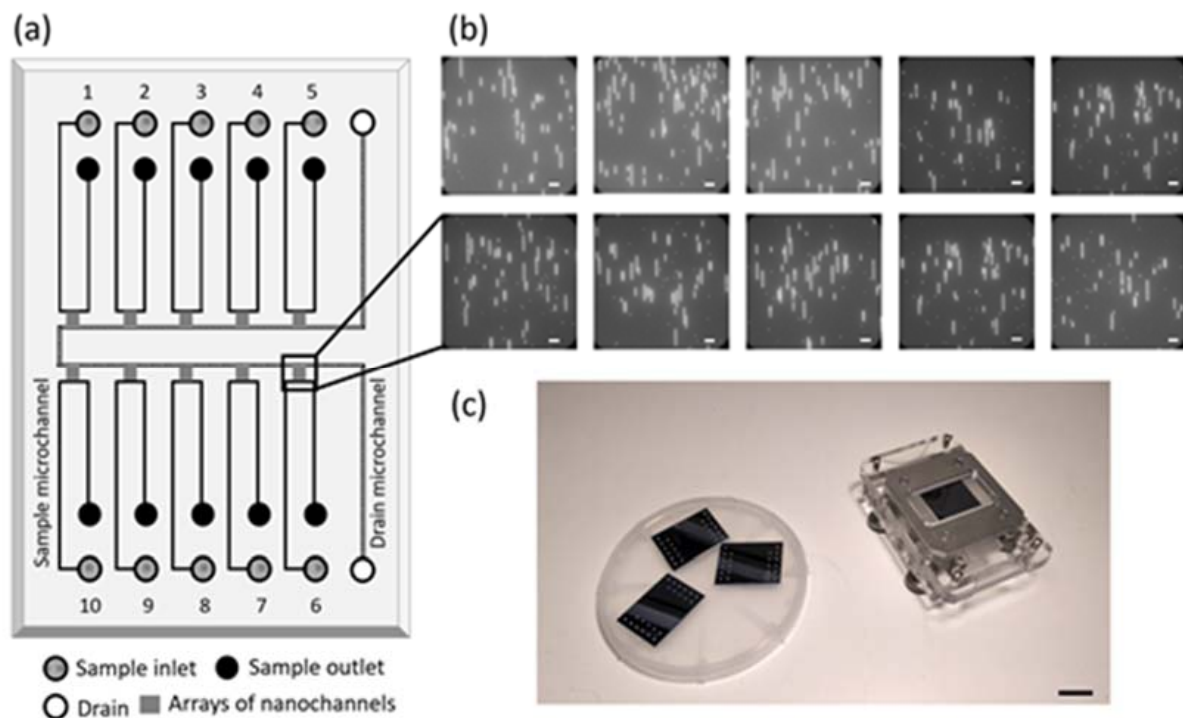 (a)
1 2 3 4 5
Sample microchannel
Drain microchannel
10 9 8 7 6
Sample inlet Sample outlet
Drain Arrays of nanochannels
(b)
(c)